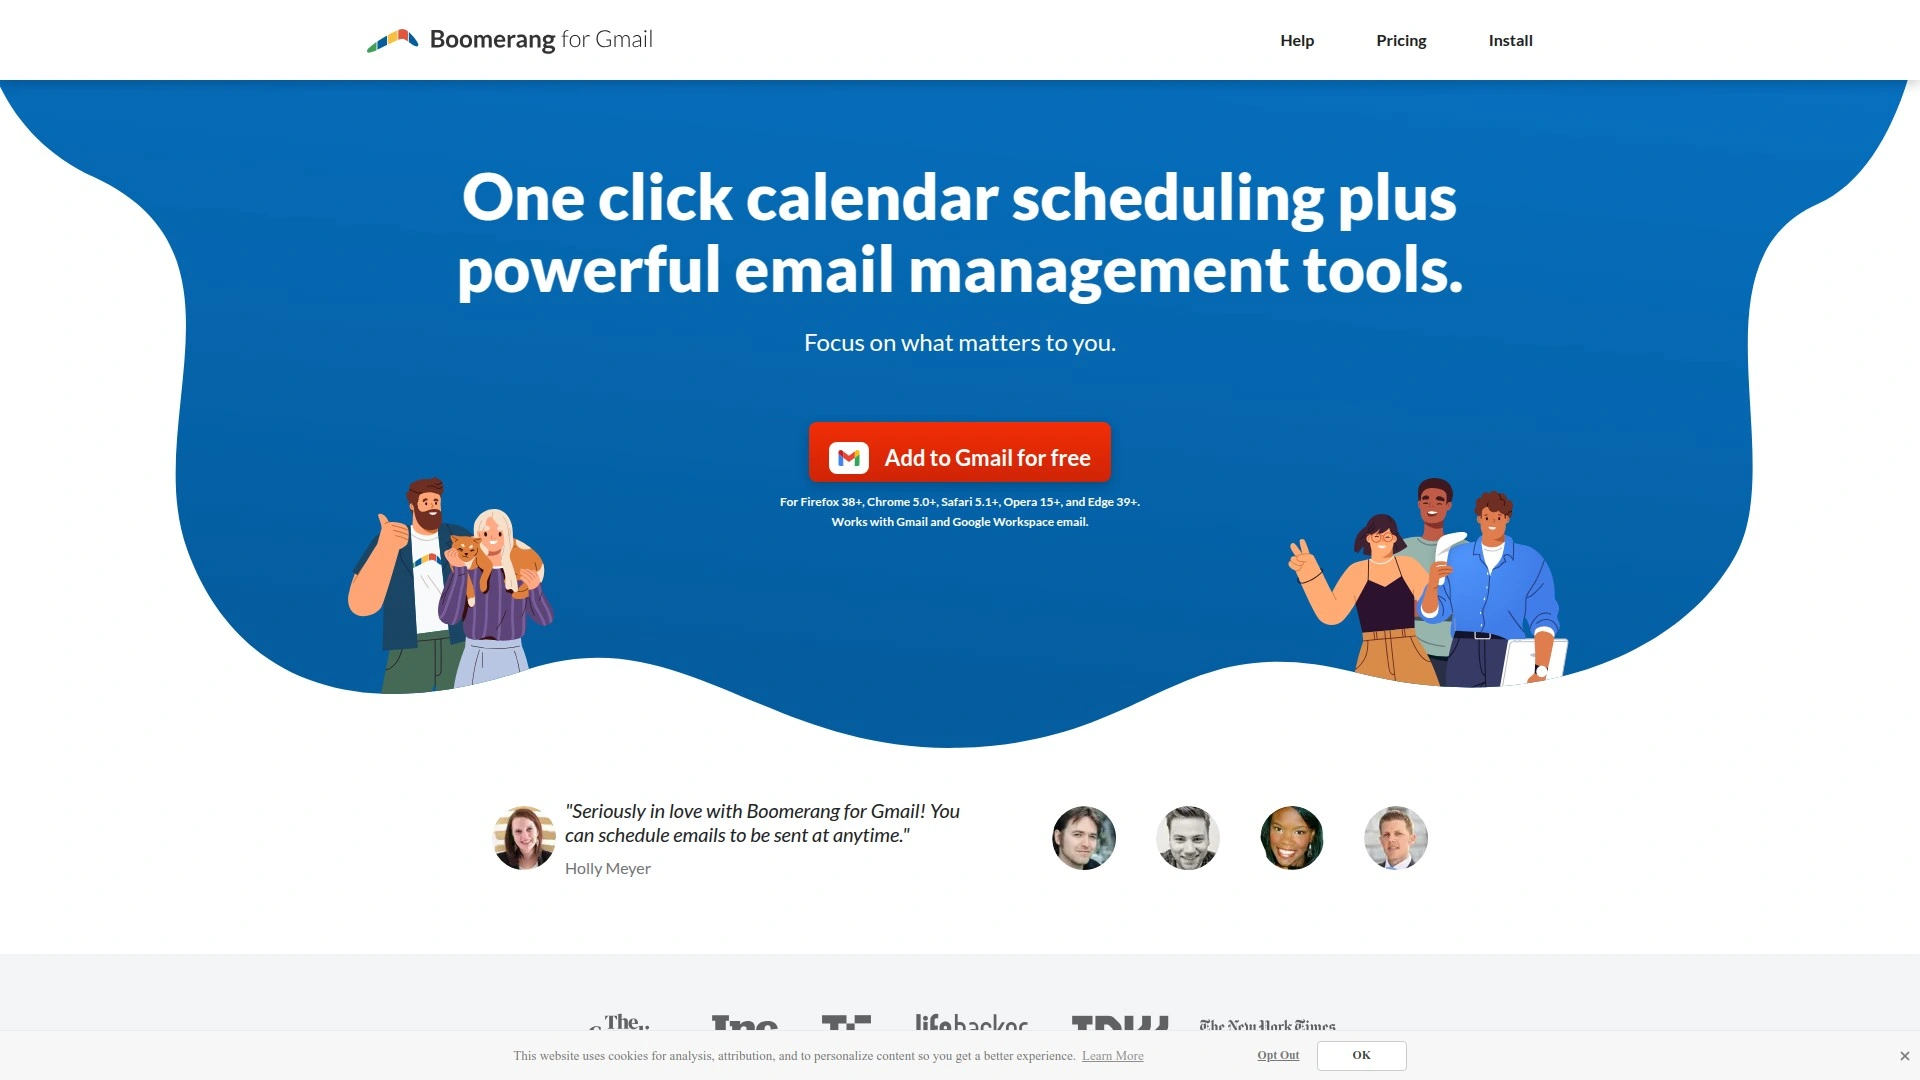 Boomerang for Gmail
Help
Pricing
Install
One click calendar scheduling plus
powerful email management tools.
Focus on what matters to you.
Add to Gmail for free
For Firefox 38+, Chrome 5.0+, Safari 5.1+, Opera 15+, and Edge 39+.
Works with Gmail and Google Workspace email.
"Seriously in love with Boomerang for Gmail! You
can schedule emails to be sent at anytime."
Holly Meyer
The
Inc
lifehacker
The New York Times
This website uses cookies for analysis, attribution, and to personalize content so you get a better experience. Learn More
Opt Out
OK
×